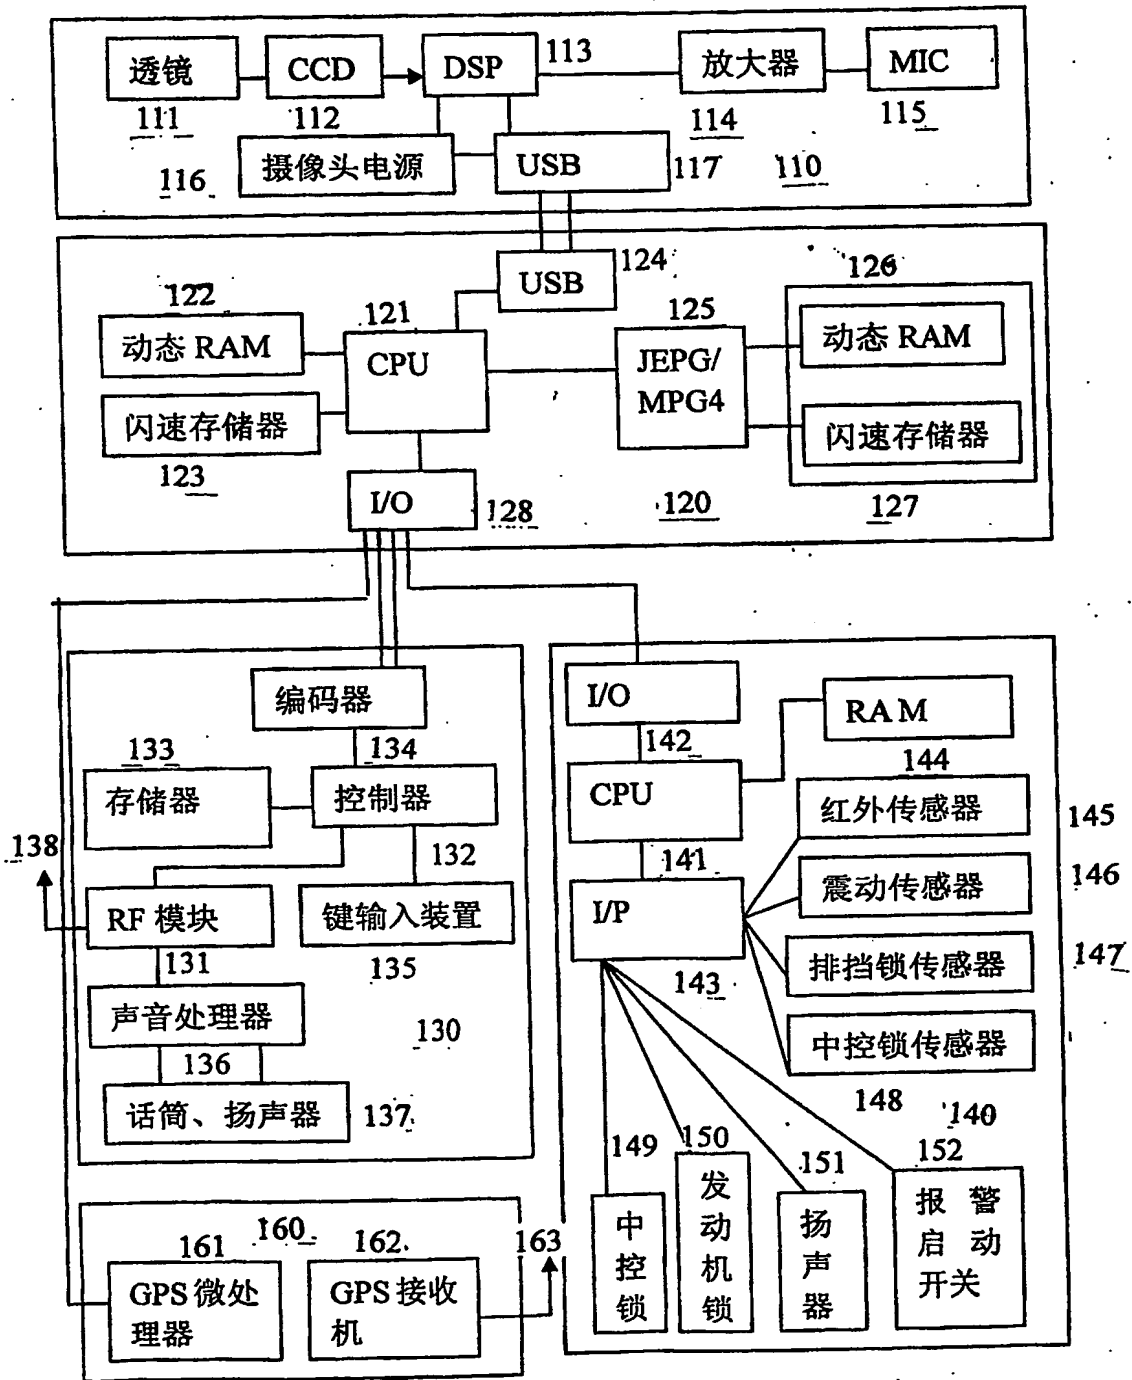 透镜
CCD
DSP
113
放大器
MIC
111
112
114
115
116
摄像头电源
USB
117
110
USB
124
126
122
121
125
动态 RAM
CPU
JEPG/
MPG4
动态 RAM
闪速存储器
闪速存储器
123
I/O
128
120
127
编码器
I/O
RAM
133
134
142
144
存储器
控制器
CPU
红外传感器
145
138
132
141
震动传感器
146
RF 模块
键输入装置
I/P
131
135
143
排挡锁传感器
147
声音处理器
130
中控锁传感器
136
148
140
话筒、扬声器
137
149
150
151
152
中
控
锁
发
动
机
锁
扬
声
器
报 警
启 动
开关
160
161
162
163
GPS 微处
理器
GPS 接收
机